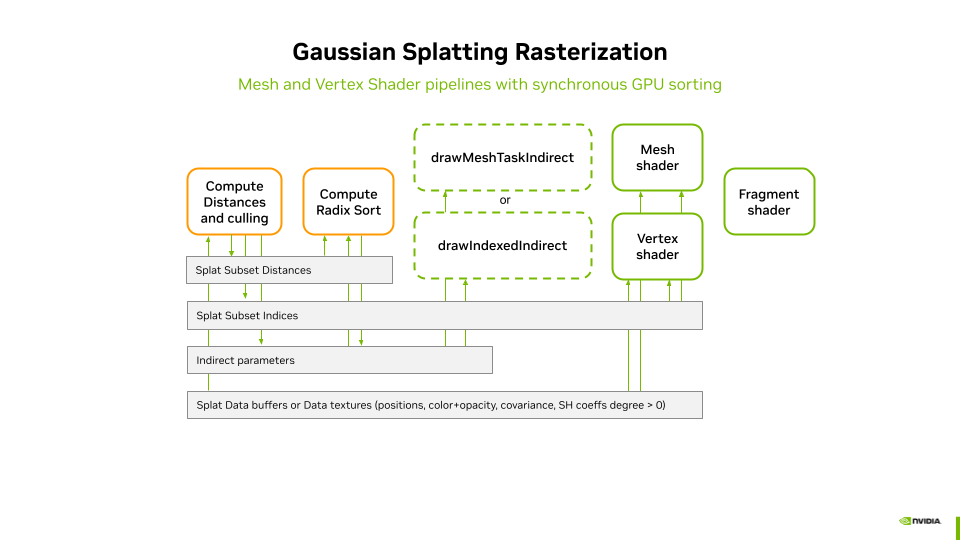 Gaussian Splatting Rasterization
Mesh and Vertex Shader pipelines with synchronous GPU sorting
Compute
Distances
and culling
Compute
Radix Sort
drawMeshTaskIndirect
or
drawIndexedIndirect
Mesh
shader
Vertex
shader
Fragment
shader
Splat Subset Distances
Splat Subset Indices
Indirect parameters
Splat Data buffers or Data textures (positions, color+opacity, covariance, SH coeffs degree > 0)
NVIDIA.